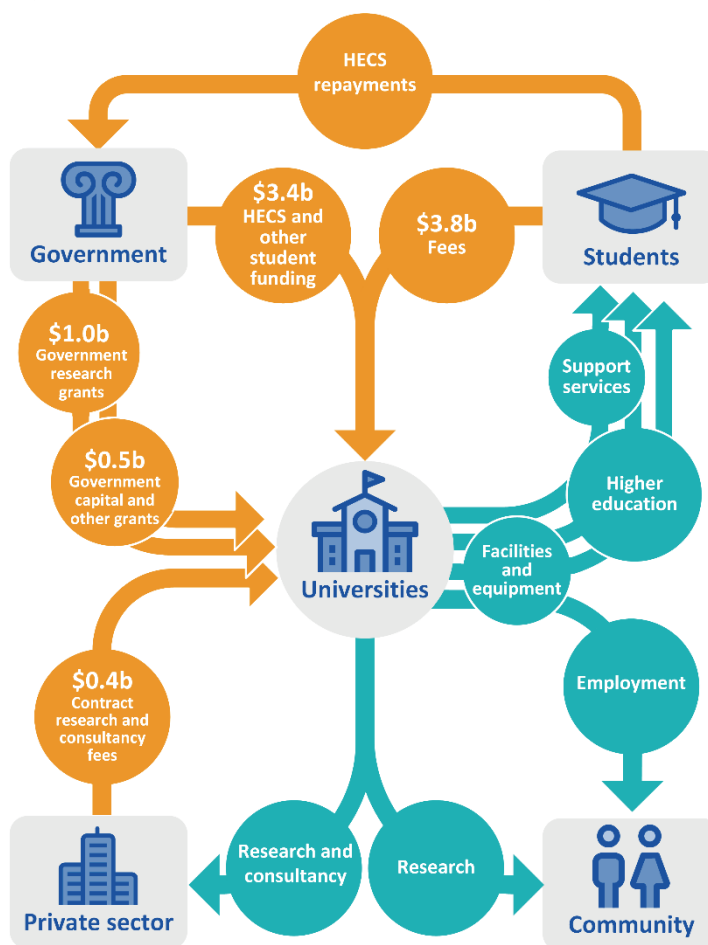 HECS
repayments
Government
$3.4b
HECS and
other
student
funding
$3.8b
Fees
Students
$1.0b
Government
research
grants
$0.5b
Government
capital and
other grants
Support
services
Higher
education
Universities
Facilities
and
equipment
Employment
$0.4b
Contract
research and
consultancy
fees
Private sector
Research and
consultancy
Research
Community